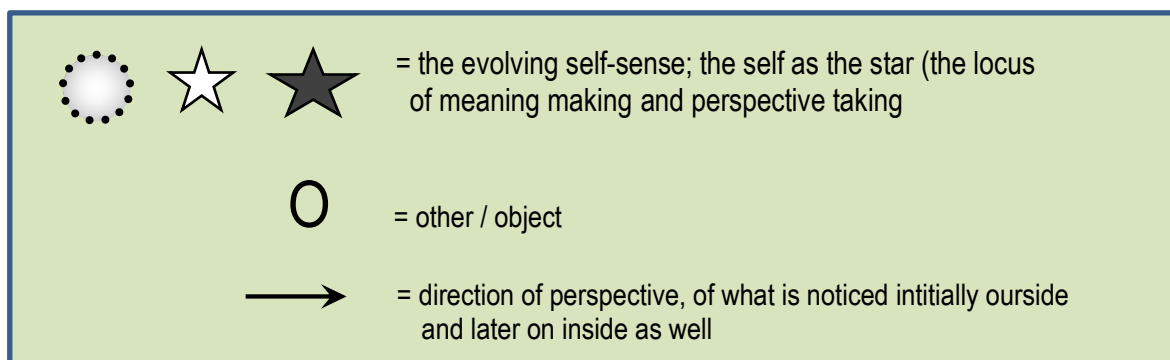 = the evolving self-sense; the self as the star (the locus
of meaning making and perspective taking
O
= other / object
= direction of perspective, of what is noticed intitially ourside
and later on inside as well